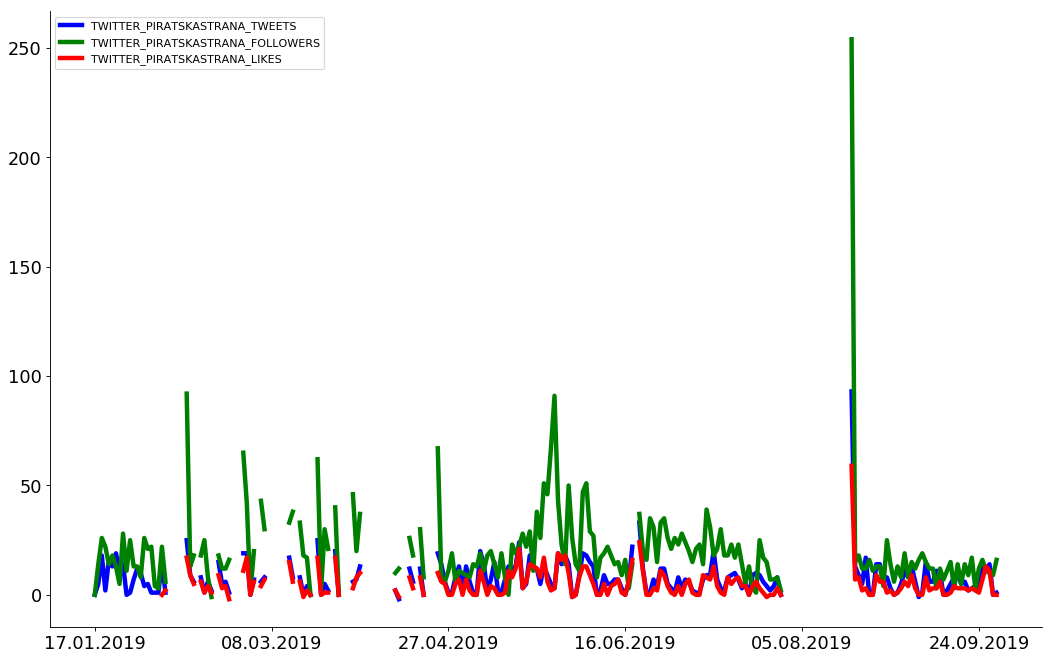 TWITTER_PIRATSKASTRANA_TWEETS
TWITTER_PIRATSKASTRANA_FOLLOWERS
TWITTER_PIRATSKASTRANA_LIKES
250
200
150
100
50
0
17.01.2019 08.03.2019 27.04.2019 16.06.2019 05.08.2019 24.09.2019